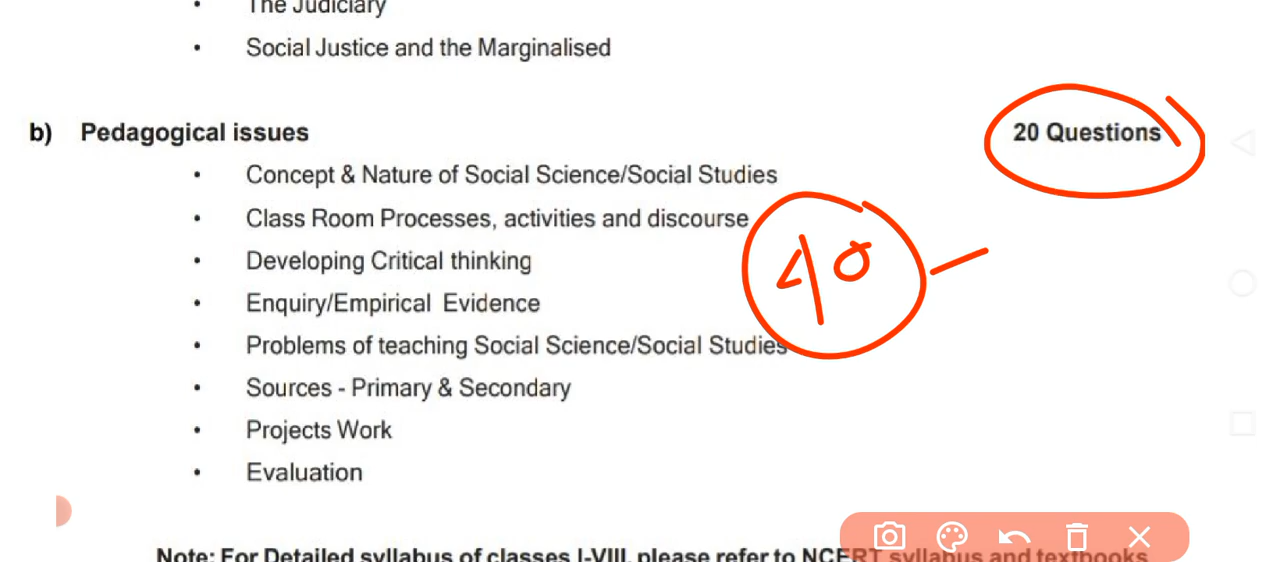 The Judiciary
• Social Justice and the Marginalised
b) Pedagogical issues 20 Questions
• Concept & Nature of Social Science/Social Studies
• Class Room Processes, activities and discourse
• Developing Critical thinking
40
• Enquiry/Empirical Evidence
• Problems of teaching Social Science/Social Studies
• Sources - Primary & Secondary
• Projects Work
• Evaluation
Note: For Detailed syllabus of classes I-VIII, please refer to NCERT syllabus and textbooks